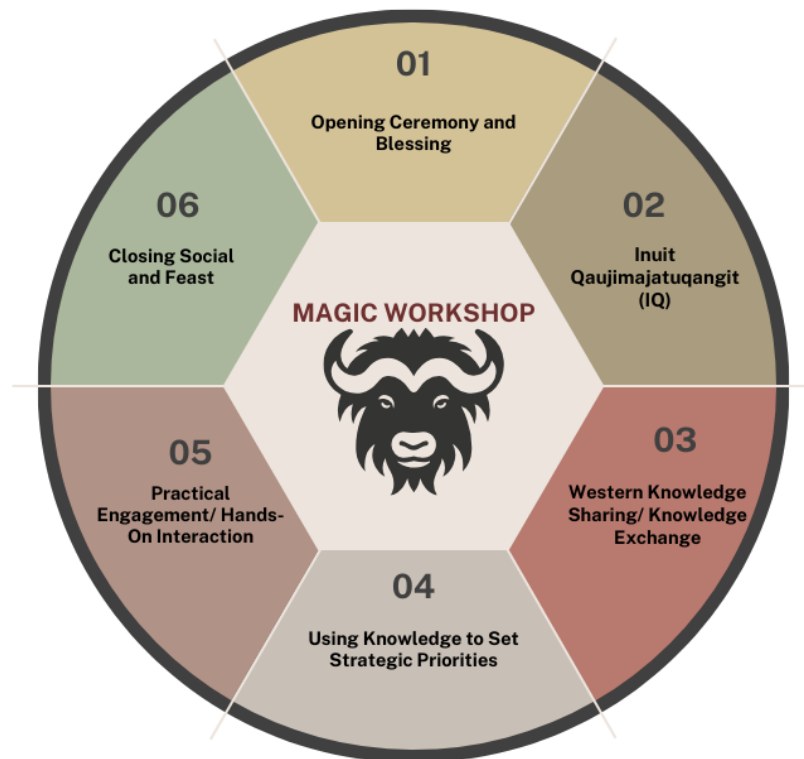 01
Opening Ceremony and
Blessing
02
Inuit
Qaujimajatuqangit
(IQ)
03
Western Knowledge
Sharing/ Knowledge
Exchange
04
Using Knowledge to Set
Strategic Priorities
05
Practical
Engagement/ Hands-
On Interaction
06
Closing Social
and Feast
MAGIC WORKSHOP